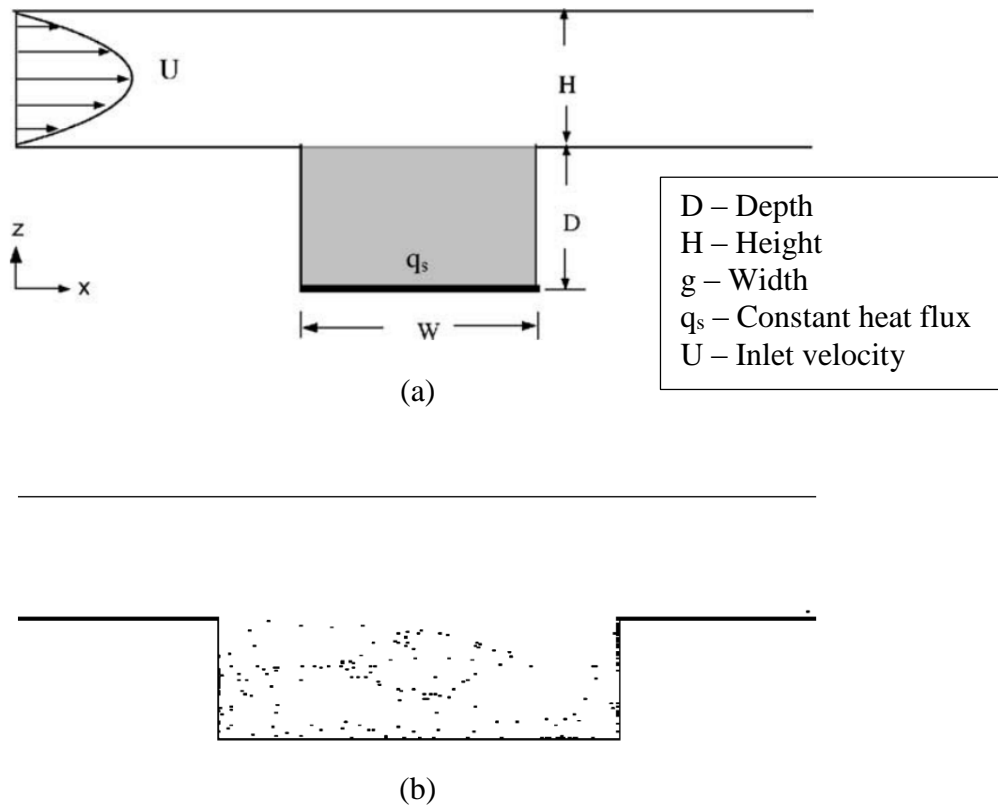 U
H
D
z
x
qs
W
(a)
D – Depth
H – Height
g – Width
qs – Constant heat flux
U – Inlet velocity
(b)